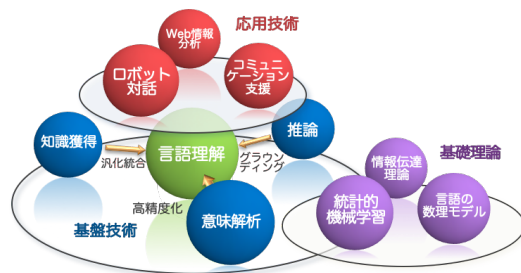 応用技術
Web情報
分析
ロボット
対話
コミュニ
ケーション
支援
知識獲得
汎化統合
言語理解
グラウン
ディング
推論
高精度化
意味解析
基盤技術
基礎理論
情報伝達
理論
統計的
機械学習
言語の
数理モデル